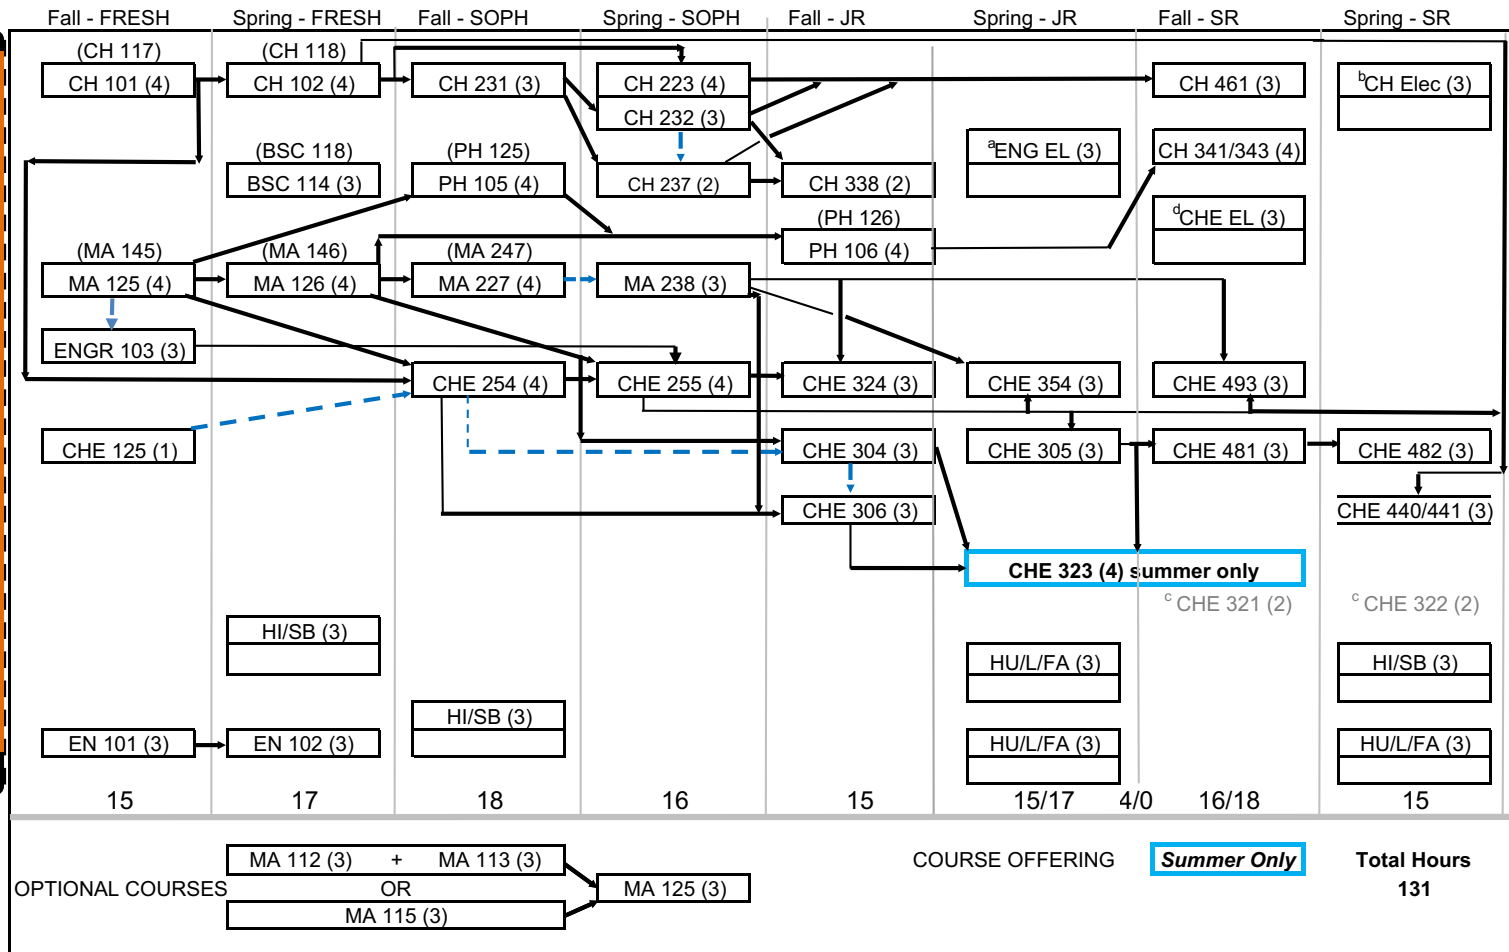 Fall - FRESH Spring - FRESH Fall - SOPH Spring - SOPH Fall - JR Spring - JR Fall - SR Spring - SR
(CH 117) (CH 118)
CH 101 (4) CH 102 (4) CH 231 (3) CH 223 (4) CH 461 (3) bCH Elec (3)
CH 232 (3)
(BSC 118) (PH 125) aENG EL (3) CH 341/343 (4)
BSC 114 (3) PH 105 (4) CH 237 (2) CH 338 (2)
(PH 126) dCHE EL (3)
(MA 145) (MA 146) (MA 247) PH 106 (4)
MA 125 (4) MA 126 (4) MA 227 (4) MA 238 (3)
ENGR 103 (3)
CHE 254 (4) CHE 255 (4) CHE 324 (3) CHE 354 (3) CHE 493 (3)
CHE 125 (1) CHE 304 (3) CHE 305 (3) CHE 481 (3) CHE 482 (3)
CHE 306 (3) CHE 440/441 (3)
CHE 323 (4) summer only
c CHE 321 (2) c CHE 322 (2)
HI/SB (3)
HU/L/FA (3) HI/SB (3)
HI/SB (3)
EN 101 (3) EN 102 (3) HU/L/FA (3) HU/L/FA (3)
15 17 18 16 15 15/17 4/0 16/18 15
MA 112 (3) + MA 113 (3) COURSE OFFERING Summer Only Total Hours
OPTIONAL COURSES OR MA 125 (3) 131
MA 115 (3)